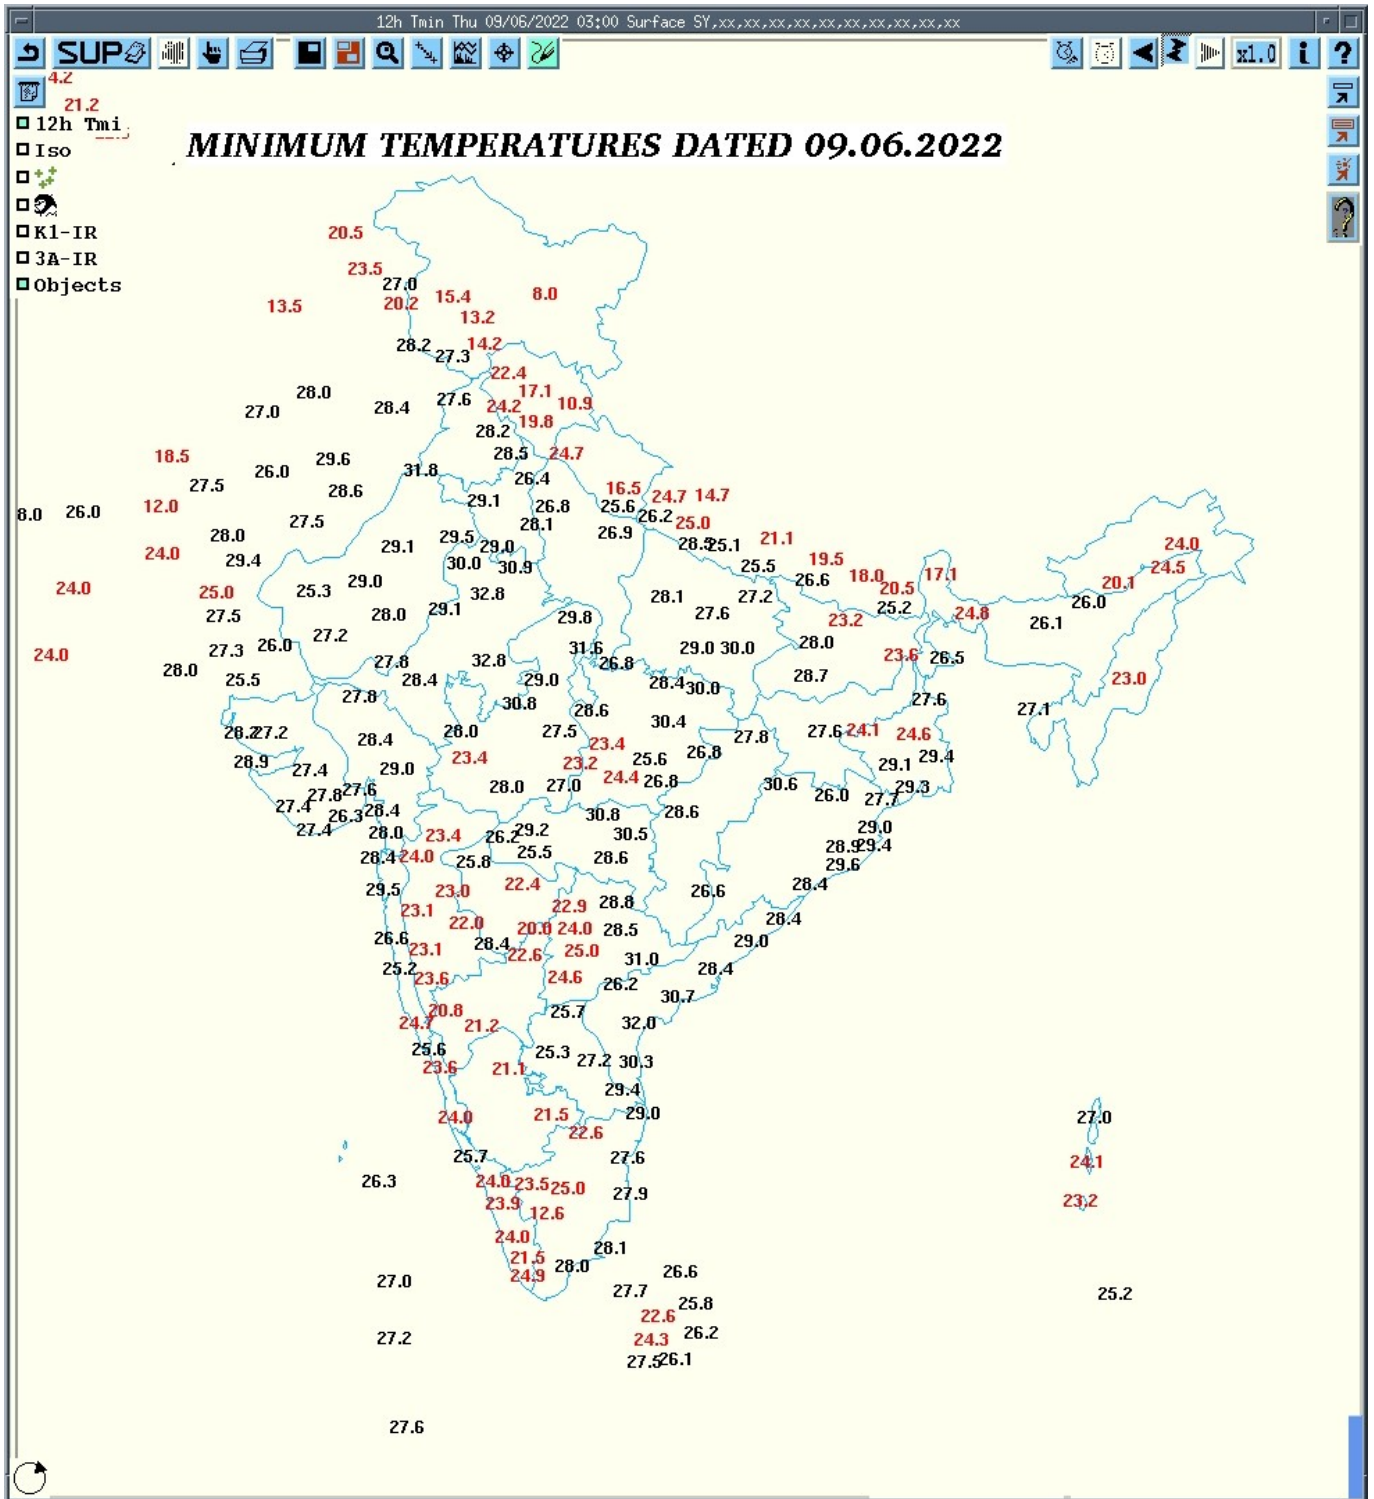 12h Tmin Thu 09/06/2022 03:00 Surface SY,xx,xx,xx,xx,xx,xx,xx,xx,xx,xx
SUP x1.0 i ?
4.2
21.2
12h Tmi
MINIMUM TEMPERATURES DATED 09.06.2022
Iso
K1-IR
3A-IR
Objects
20.5
23.5
27.0
13.5 20.2 15.4 8.0
13.2
28.2 27.3 14.2
22.4
28.0 17.1
27.0 28.4 27.6 24.2 10.9
19.8
28.2
18.5 29.6 28.5 24.7
26.0 31.8 26.4
27.5 28.6 16.5 24.7 14.7
8.0 26.0 12.0 29.1 26.8 25.6
27.5 28.1 26.2 25.0
28.0 29.5 26.9
24.0 29.4 29.1 29.0 28.5 25.1 21.1 24.0
30.0 30.9 25.5 19.5 24.5
24.0 25.0 25.3 29.0 32.8 26.6 18.0 20.5 17.1 20.1
27.5 28.0 29.1 28.1 27.2 25.2 26.0
29.8 27.6 23.2 24.8 26.1
27.2
24.0 27.3 26.0 31.6 29.0 30.0 28.0 23.6 26.5
28.0 27.8 32.8 26.8
25.5 28.4 29.0 28.4 30.0 28.7 23.0
27.8 30.8 28.6 27.6 27.1
28.2 27.2 28.0 27.5 30.4 27.6 24.1 24.6
28.4 23.4 27.8
28.9 27.4 29.0 23.4 23.2 25.6 26.8 29.1 29.4
27.6 28.0 27.0 24.4 26.8 30.6 29.3
27.4 27.8 26.0 27.7
26.3 28.4 30.8 28.6
27.4 28.0 23.4 26.2 29.2 30.5 29.0
28.4 24.0 25.8 25.5 28.6 28.9 29.4
29.6
29.5 23.0 22.4 26.6 28.4
23.1 22.9 28.8
22.0 20.0 24.0 28.5 28.4
26.6 23.1 28.4 22.6 25.0 29.0
25.2 23.6 24.6 31.0 28.4
26.2
20.8 25.7 30.7
24.7 21.2 32.0
25.6 25.3
23.6 21.1 27.2 30.3
29.4
24.0 21.5 29.0 27.0
22.6
25.7 27.6 24.1
26.3 24.0 23.5 25.0 27.9
23.9 12.6 23.2
24.0 28.1
21.5
27.0 24.9 28.0 26.6
27.7 25.8 25.2
22.6
27.2 24.3 26.2
27.5 26.1
27.6